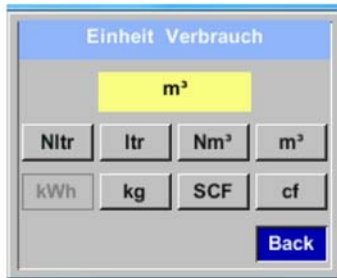 Einheit Verbrauch
m³
Nltr ltr Nm³ m³
kWh kg SCF cf
Back